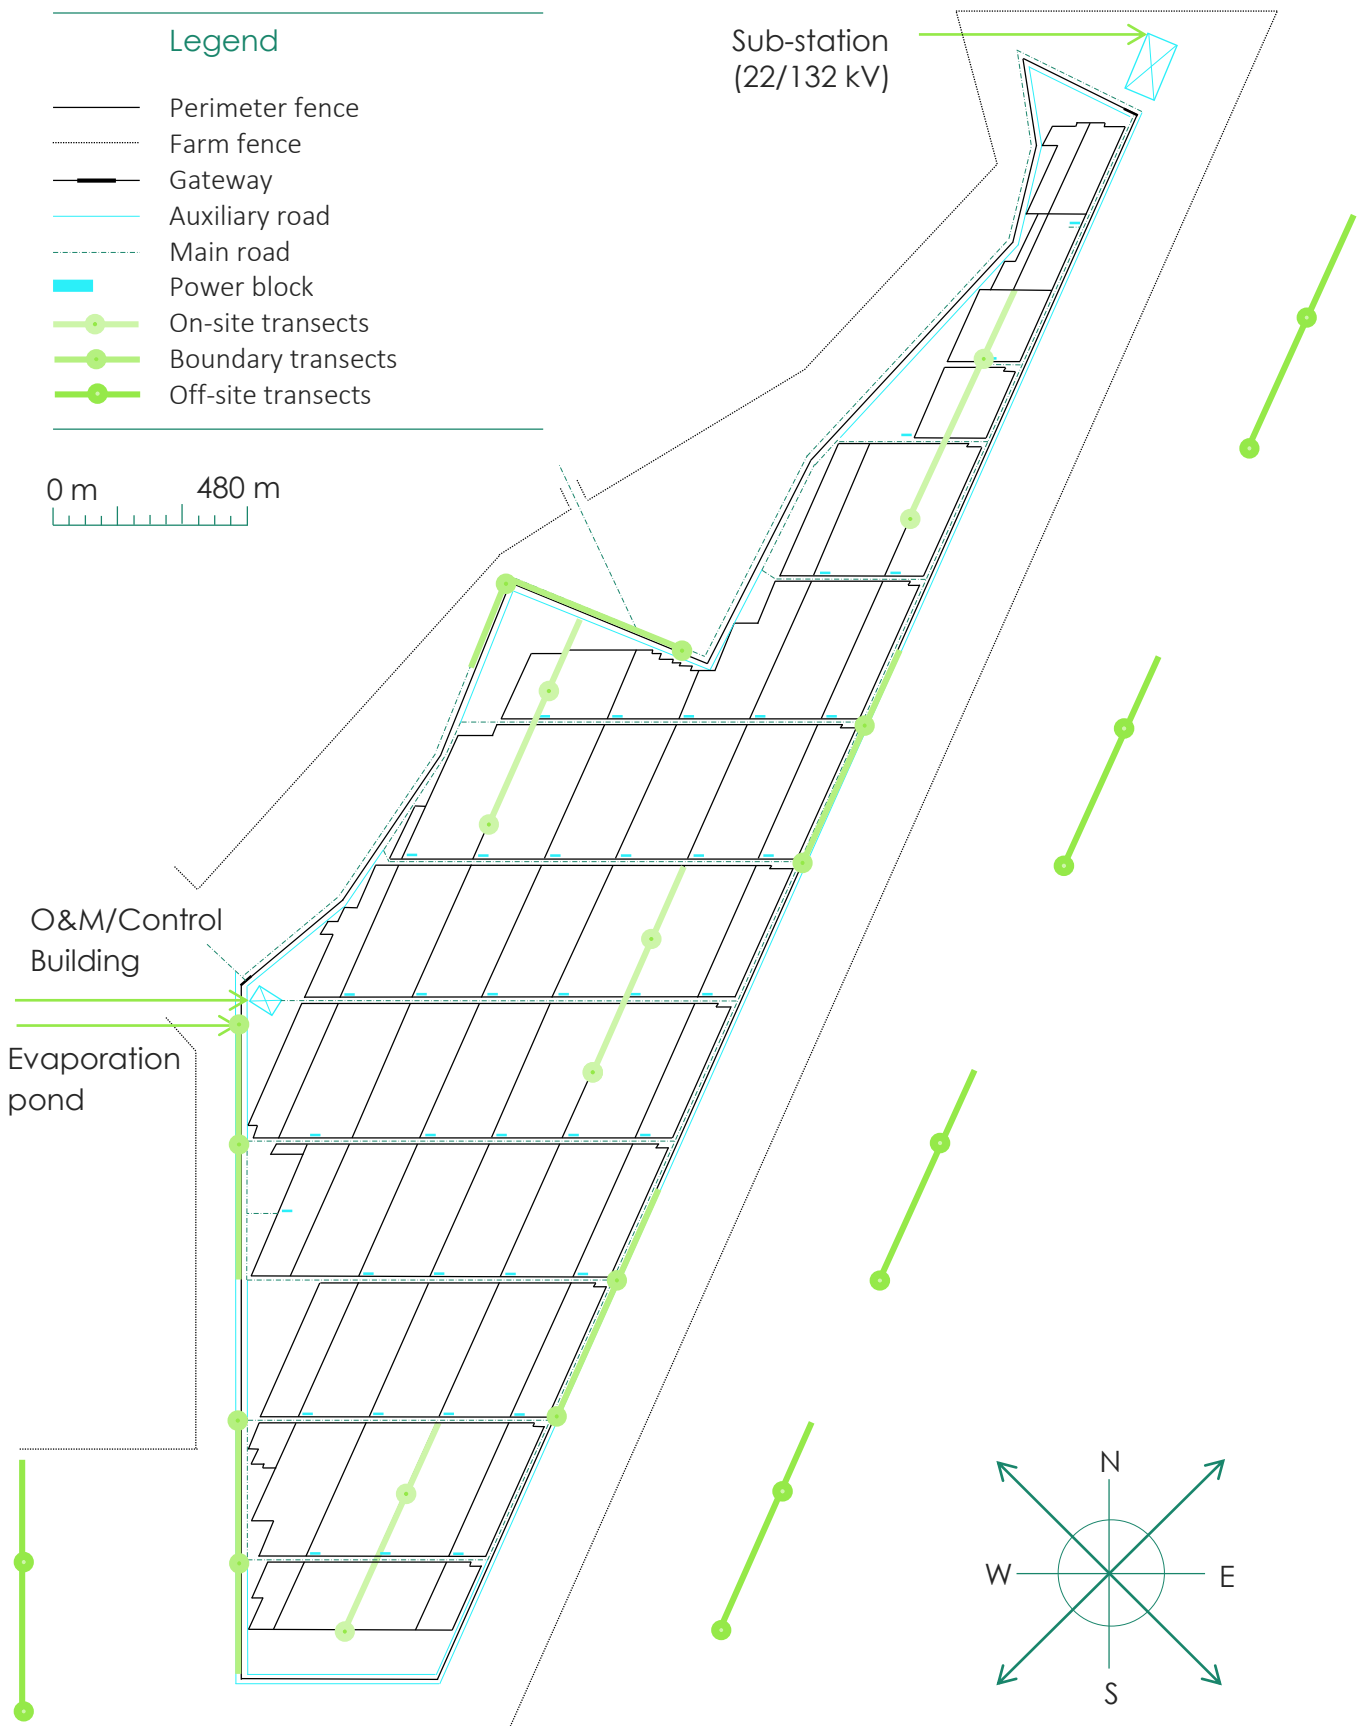 Legend
Perimeter fence
Farm fence
Gateway
Auxiliary road
Main road
Power block
On-site transects
Boundary transects
Off-site transects
0 m 480 m
Sub-station
(22/132 kV)
O&M/Control
Building
Evaporation
pond
N
W E
S